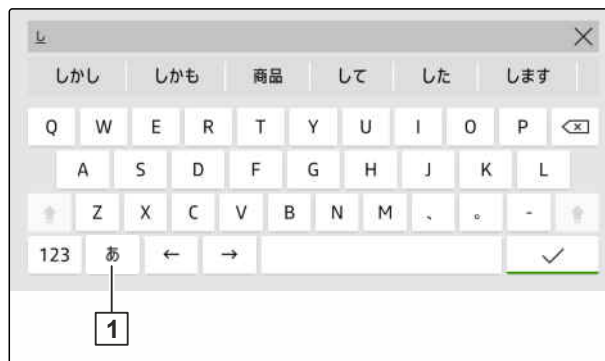 し
しかし しかも 商品 して した します
Q W E R T Y U I O P
A S D F G H J K L
Z X C V B N M 、 。 -
123 あ ← →
1